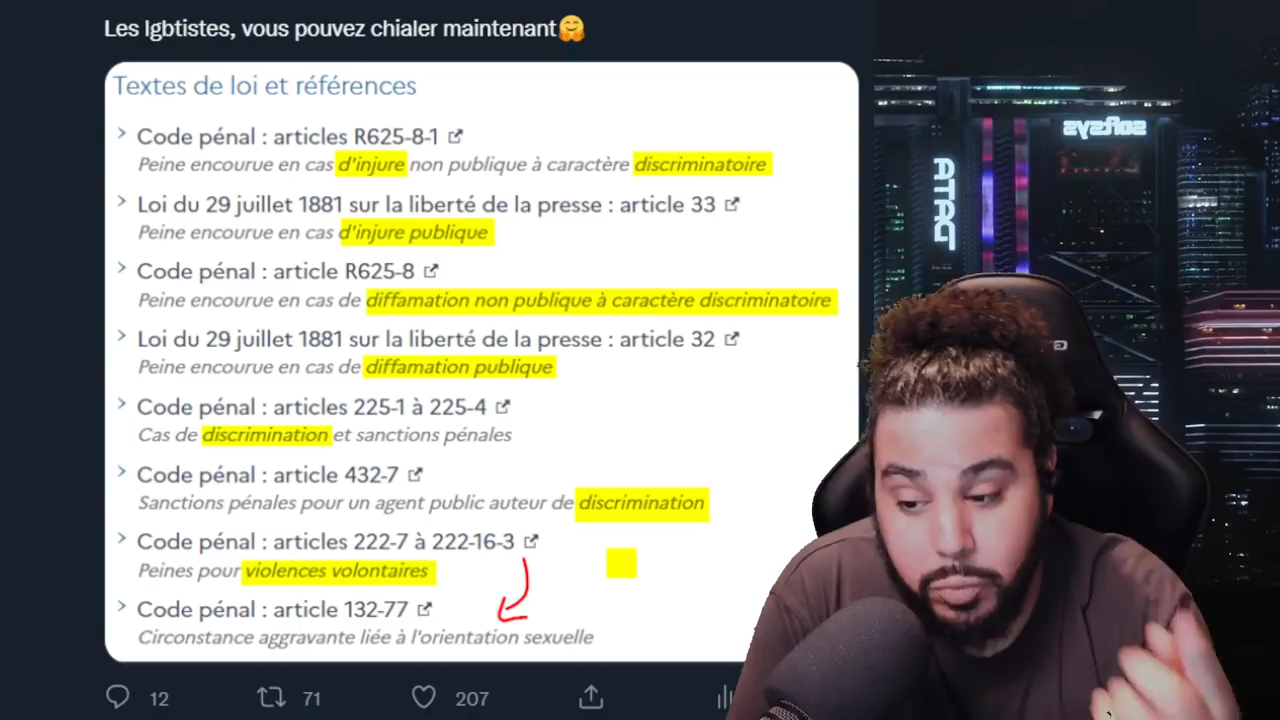 Les lgbtistes, vous pouvez chialer maintenant🤗
Textes de loi et références
Code pénal : articles R625-8-1
Peine encourue en cas d'injure non publique à caractère discriminatoire
Loi du 29 juillet 1881 sur la liberté de la presse : article 33
Peine encourue en cas d'injure publique
Code pénal : article R625-8
Peine encourue en cas de diffamation non publique à caractère discriminatoire
Loi du 29 juillet 1881 sur la liberté de la presse : article 32
Peine encourue en cas de diffamation publique
Code pénal : articles 225-1 à 225-4
Cas de discrimination et sanctions pénales
Code pénal : article 432-7
Sanctions pénales pour un agent public auteur de discrimination
Code pénal : articles 222-7 à 222-16-3
Peines pour violences volontaires
Code pénal : article 132-77
Circonstance aggravante liée à l'orientation sexuelle
12 71 207
softsys
ATAG